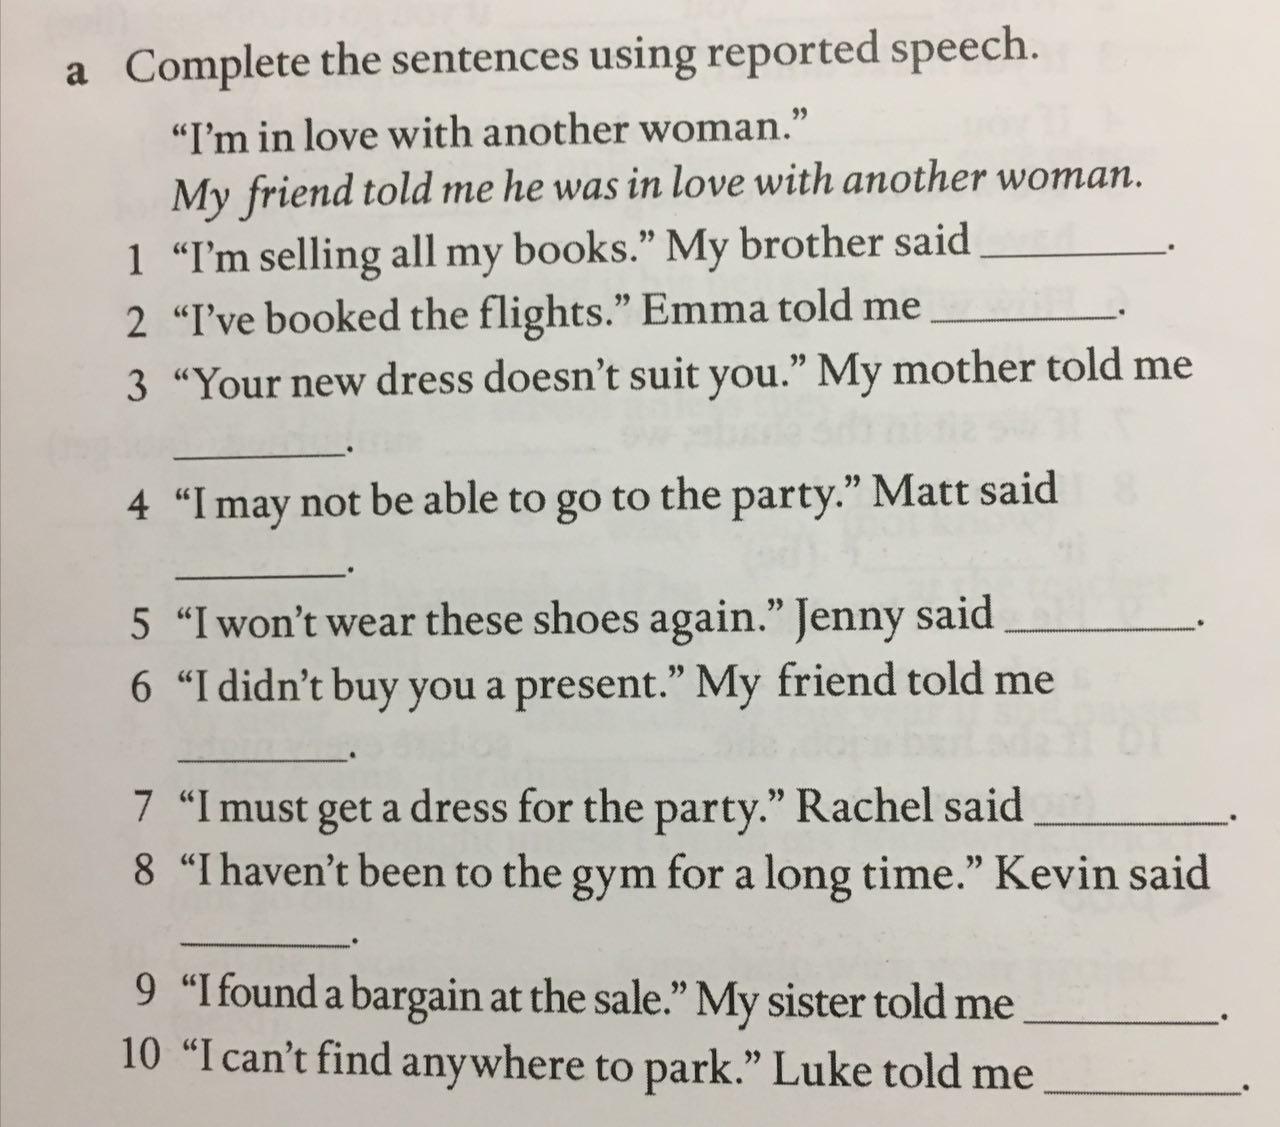 a Complete the sentences using reported speech.
“I’m in love with another woman.”
My friend told me he was in love with another woman.
1 “I’m selling all my books.” My brother said ________.
2 “I’ve booked the flights.” Emma told me ________.
3 “Your new dress doesn’t suit you.” My mother told me
________.
4 “I may not be able to go to the party.” Matt said
________.
5 “I won’t wear these shoes again.” Jenny said ________.
6 “I didn’t buy you a present.” My friend told me
________.
7 “I must get a dress for the party.” Rachel said ________.
8 “I haven’t been to the gym for a long time.” Kevin said
________.
9 “I found a bargain at the sale.” My sister told me ________.
10 “I can’t find anywhere to park.” Luke told me ________.